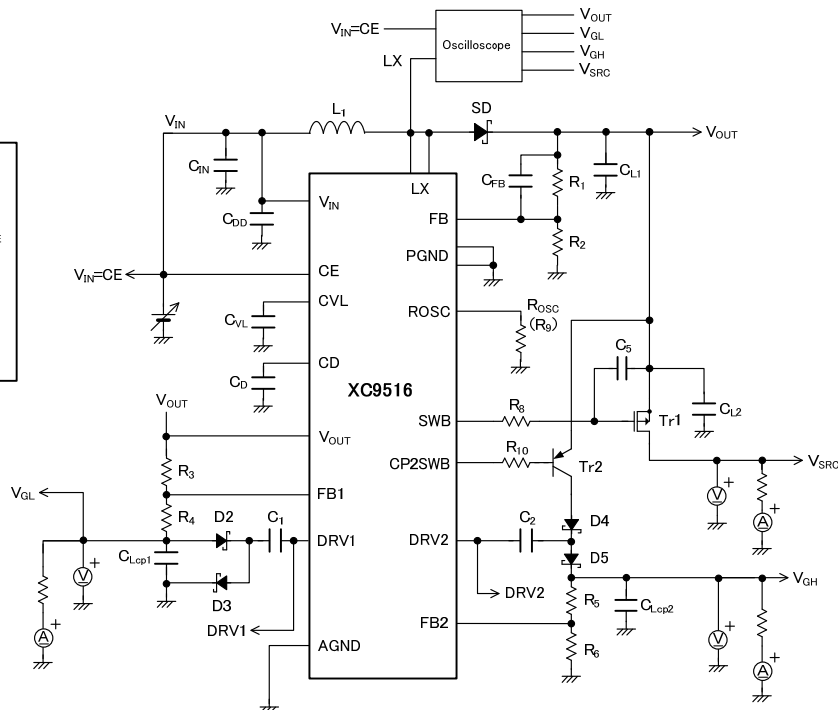 VIN=CE
Oscilloscope
VOUT
VGL
VGH
VSRC
LX
L1
SD
VIN
VOUT
CIN
LX
CFB
R1
CL1
VIN
FB
CDD
R2
PGND
VIN=CE
CE
CVL
ROSC
ROSC
(R9)
CVL
C5
CD
CD
XC9516
CL2
VOUT
R8
SWB
Tr1
VOUT
R10
CP2SWB
Tr2
VSRC
R3
VGL
FB1
V +
A +
R4
D2
C1
C2
D4
CLcp1
DRV1
DRV2
D5
V +
VGH
D3
DRV2
R5
CLcp2
A +
DRV1
FB2
V +
R6
AGND
A +